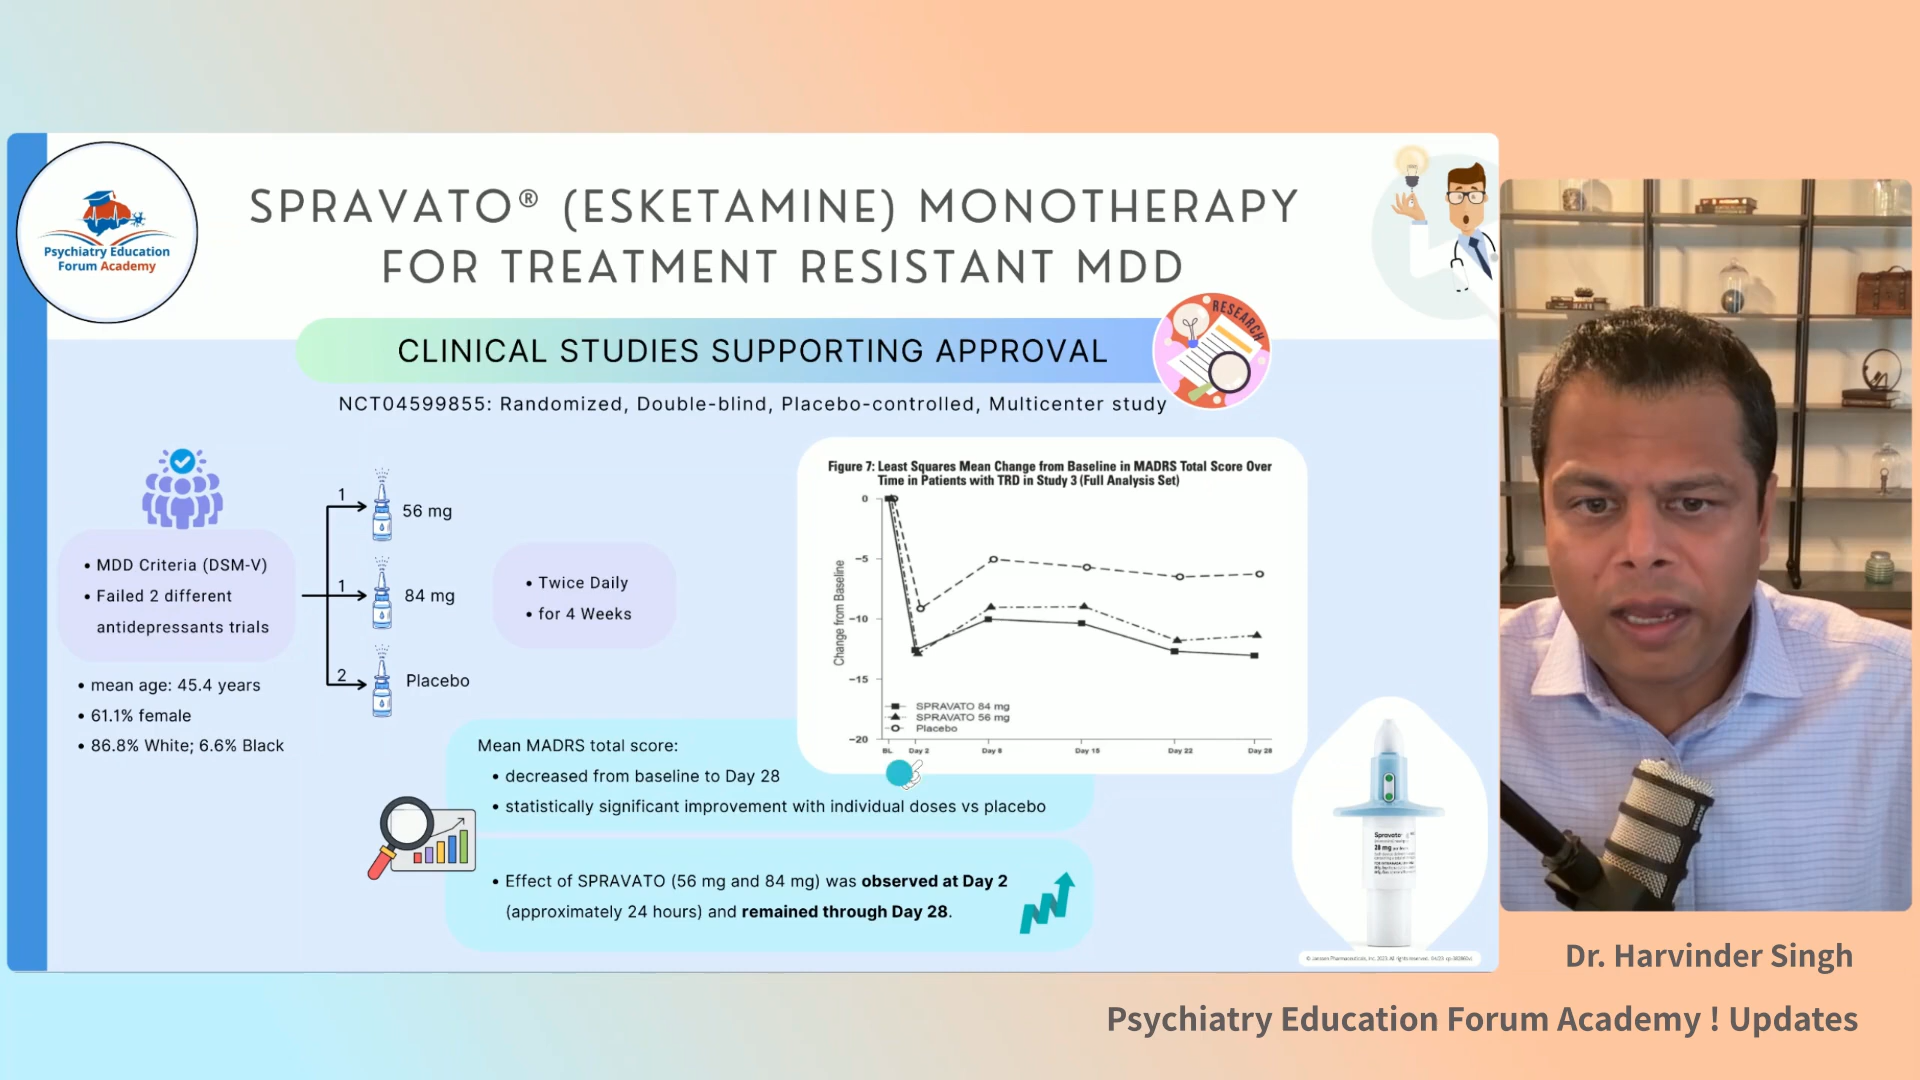 Psychiatry Education
Forum Academy
SPRAVATO® (ESKETAMINE) MONOTHERAPY
FOR TREATMENT RESISTANT MDD
RESEARCH
CLINICAL STUDIES SUPPORTING APPROVAL
NCT04599855: Randomized, Double-blind, Placebo-controlled, Multicenter study
• MDD Criteria (DSM-V)
• Failed 2 different
antidepressants trials
• mean age: 45.4 years
• 61.1% female
• 86.8% White; 6.6% Black
1
56 mg
1
84 mg
2
Placebo
• Twice Daily
• for 4 Weeks
Figure 7: Least Squares Mean Change from Baseline in MADRS Total Score Over
Time in Patients with TRD in Study 3 (Full Analysis Set)
Change from Baseline
0
−5
−10
−15
−20
SPRAVATO 84 mg
SPRAVATO 56 mg
Placebo
BL Day 2 Day 8 Day 15 Day 22 Day 28
Mean MADRS total score:
• decreased from baseline to Day 28
• statistically significant improvement with individual doses vs placebo
• Effect of SPRAVATO (56 mg and 84 mg) was observed at Day 2
(approximately 24 hours) and remained through Day 28.
Spravato
28 mg
Dr. Harvinder Singh
Psychiatry Education Forum Academy ! Updates